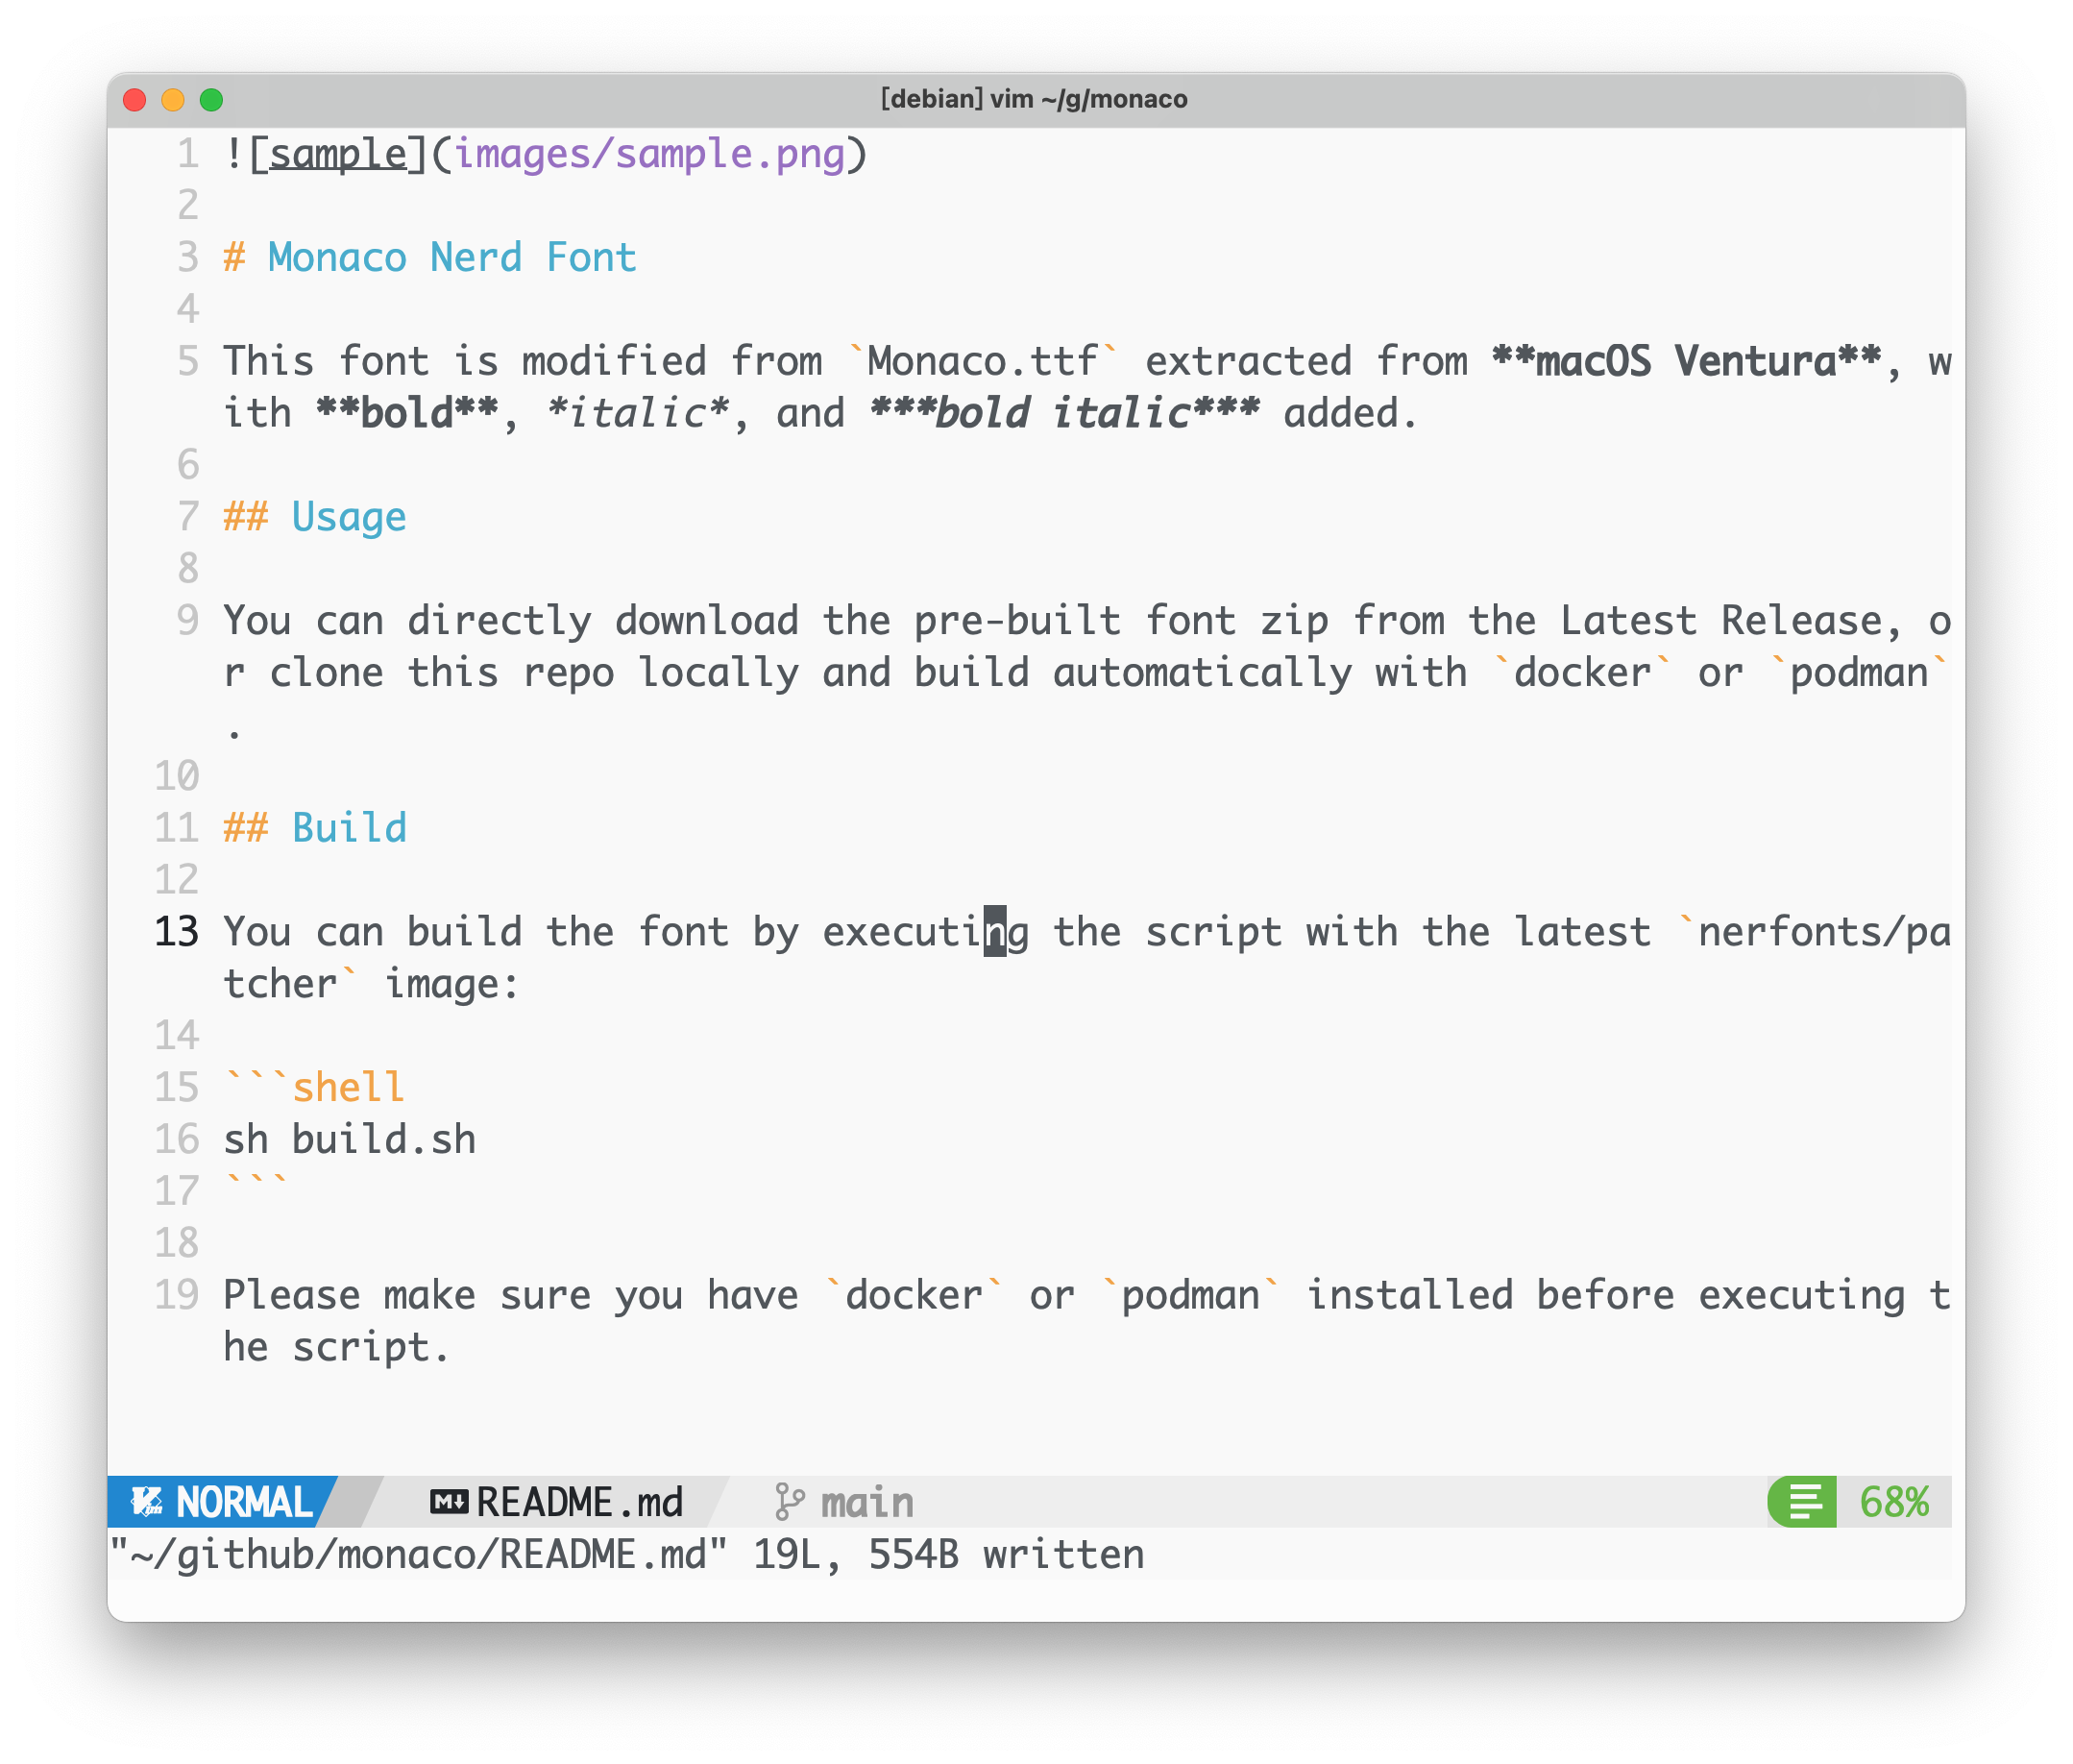 [debian] vim ~/g/monaco
1 ![sample](images/sample.png)
2
3 # Monaco Nerd Font
4
5 This font is modified from `Monaco.ttf` extracted from **macOS Ventura**, w
ith **bold**, *italic*, and ***bold italic*** added.
6
7 ## Usage
8
9 You can directly download the pre-built font zip from the Latest Release, o
r clone this repo locally and build automatically with `docker` or `podman`
.
10
11 ## Build
12
13 You can build the font by executing the script with the latest `nerfonts/pa
tcher` image:
14
15 ```shell
16 sh build.sh
17 ```
18
19 Please make sure you have `docker` or `podman` installed before executing t
he script.
NORMAL README.md main 68%
"~/github/monaco/README.md" 19L, 554B written